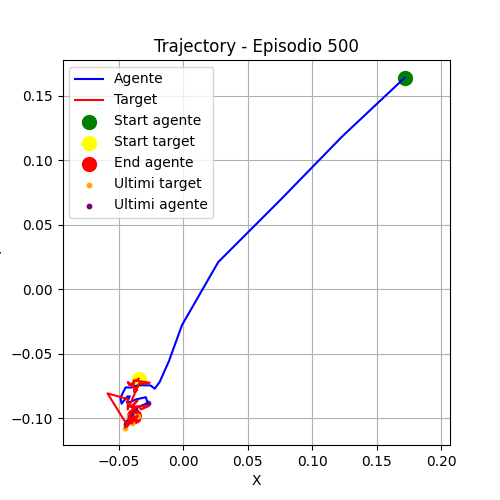 Trajectory - Episodio 500
Agente
Target
Start agente
Start target
End agente
Ultimi target
Ultimi agente
0.15
0.10
0.05
0.00
−0.05
−0.10
−0.05
0.00
0.05
0.10
0.15
0.20
X